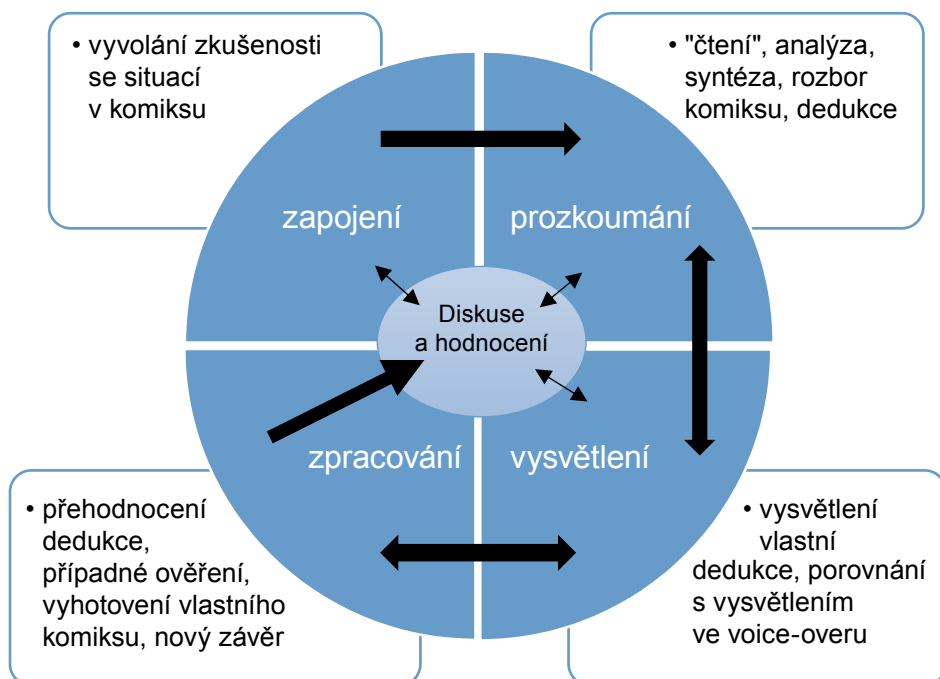 • vyvolání zkušenosti
se situací
v komiksu
• "čtení", analýza,
syntéza, rozbor
komiksu, dedukce
zapojení
prozkoumání
Diskuse
a hodnocení
zpracování
vysvětlení
• přehodnocení
dedukce,
případné ověření,
vyhotovení vlastního
komiksu, nový závěr
• vysvětlení
vlastní
dedukce, porovnání
s vysvětlením
ve voice-overu